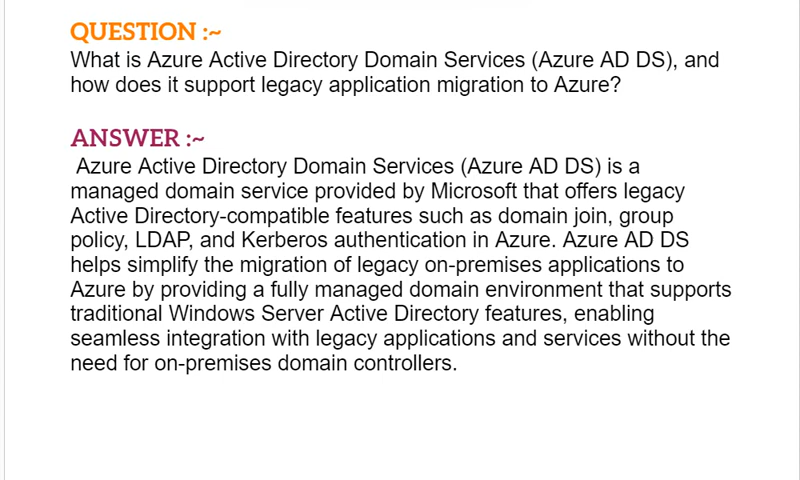 QUESTION :~
What is Azure Active Directory Domain Services (Azure AD DS), and
how does it support legacy application migration to Azure?
ANSWER :~
Azure Active Directory Domain Services (Azure AD DS) is a
managed domain service provided by Microsoft that offers legacy
Active Directory-compatible features such as domain join, group
policy, LDAP, and Kerberos authentication in Azure. Azure AD DS
helps simplify the migration of legacy on-premises applications to
Azure by providing a fully managed domain environment that supports
traditional Windows Server Active Directory features, enabling
seamless integration with legacy applications and services without the
need for on-premises domain controllers.